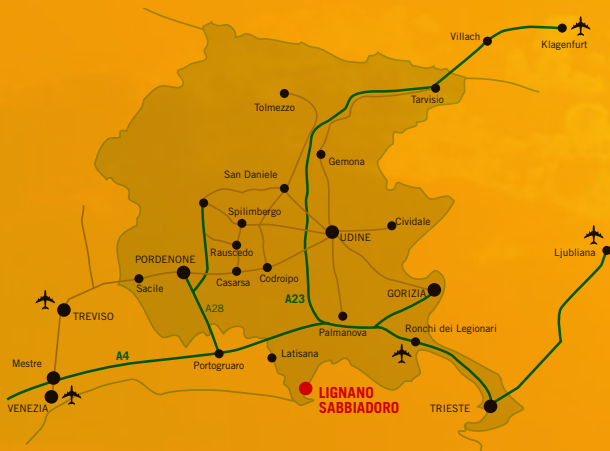 Villach
Klagenfurt
Tarvisio
Tolmezzo
Gemona
San Daniele
Spilimbergo
Cividale
UDINE
Rauscedo
PORDENONE
Ljubliana
Sacile
Casarsa
Codroipo
GORIZIA
A23
A28
TREVISO
Palmanova
Ronchi dei Legionari
A4
Latisana
Mestre
Portogruaro
LIGNANO
SABBIADORO
VENEZIA
TRIESTE